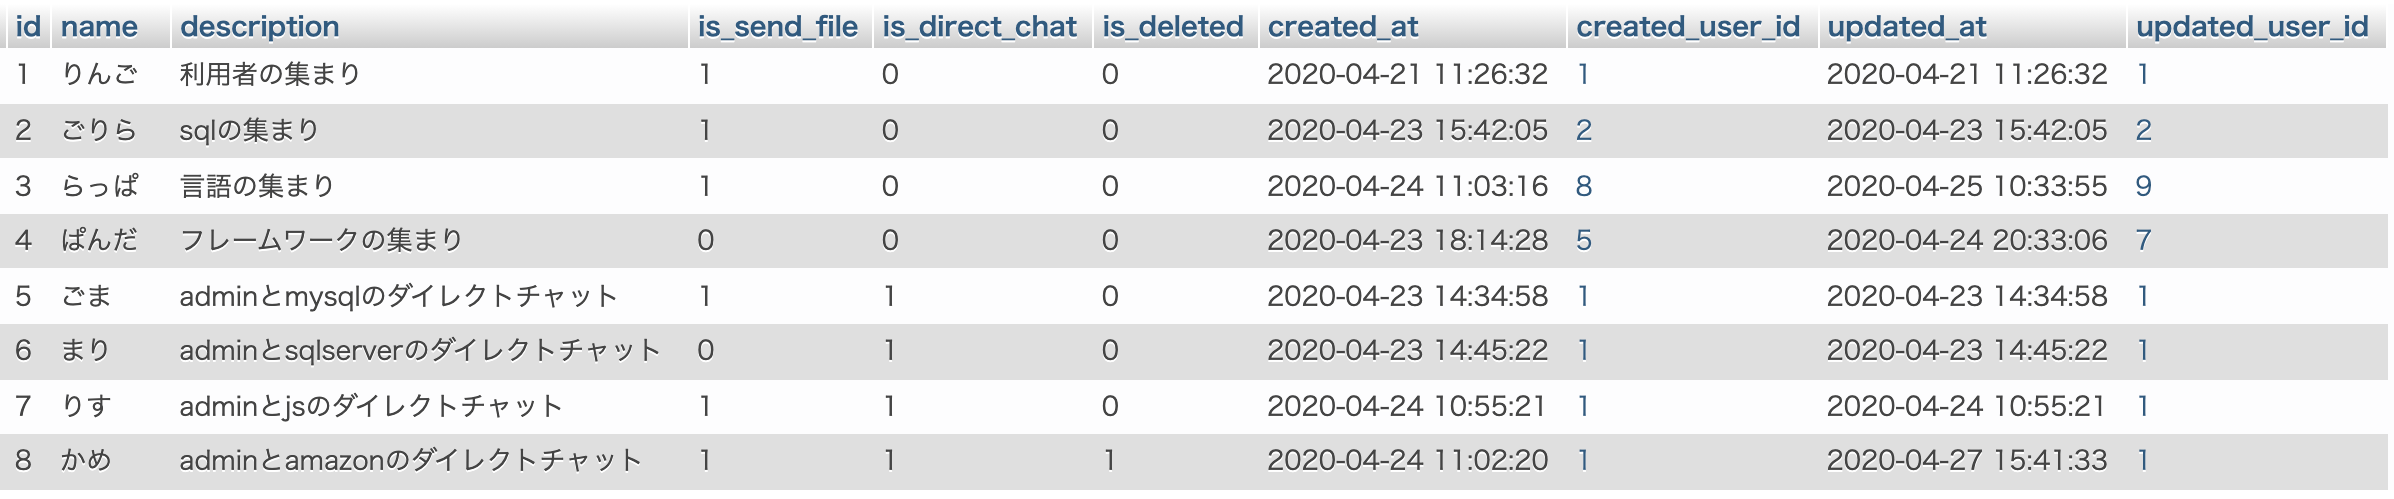 id name description is_send_file is_direct_chat is_deleted created_at created_user_id updated_at updated_user_id
1 りんご 利用者の集まり 1 0 0 2020-04-21 11:26:32 1 2020-04-21 11:26:32 1
2 ごりら sqlの集まり 1 0 0 2020-04-23 15:42:05 2 2020-04-23 15:42:05 2
3 らっぱ 言語の集まり 1 0 0 2020-04-24 11:03:16 8 2020-04-25 10:33:55 9
4 ぱんだ フレームワークの集まり 0 0 0 2020-04-23 18:14:28 5 2020-04-24 20:33:06 7
5 ごま adminとmysqlのダイレクトチャット 1 1 0 2020-04-23 14:34:58 1 2020-04-23 14:34:58 1
6 まり adminとsqlserverのダイレクトチャット 0 1 0 2020-04-23 14:45:22 1 2020-04-23 14:45:22 1
7 りす adminとjsのダイレクトチャット 1 1 0 2020-04-24 10:55:21 1 2020-04-24 10:55:21 1
8 かめ adminとamazonのダイレクトチャット 1 1 1 2020-04-24 11:02:20 1 2020-04-27 15:41:33 1